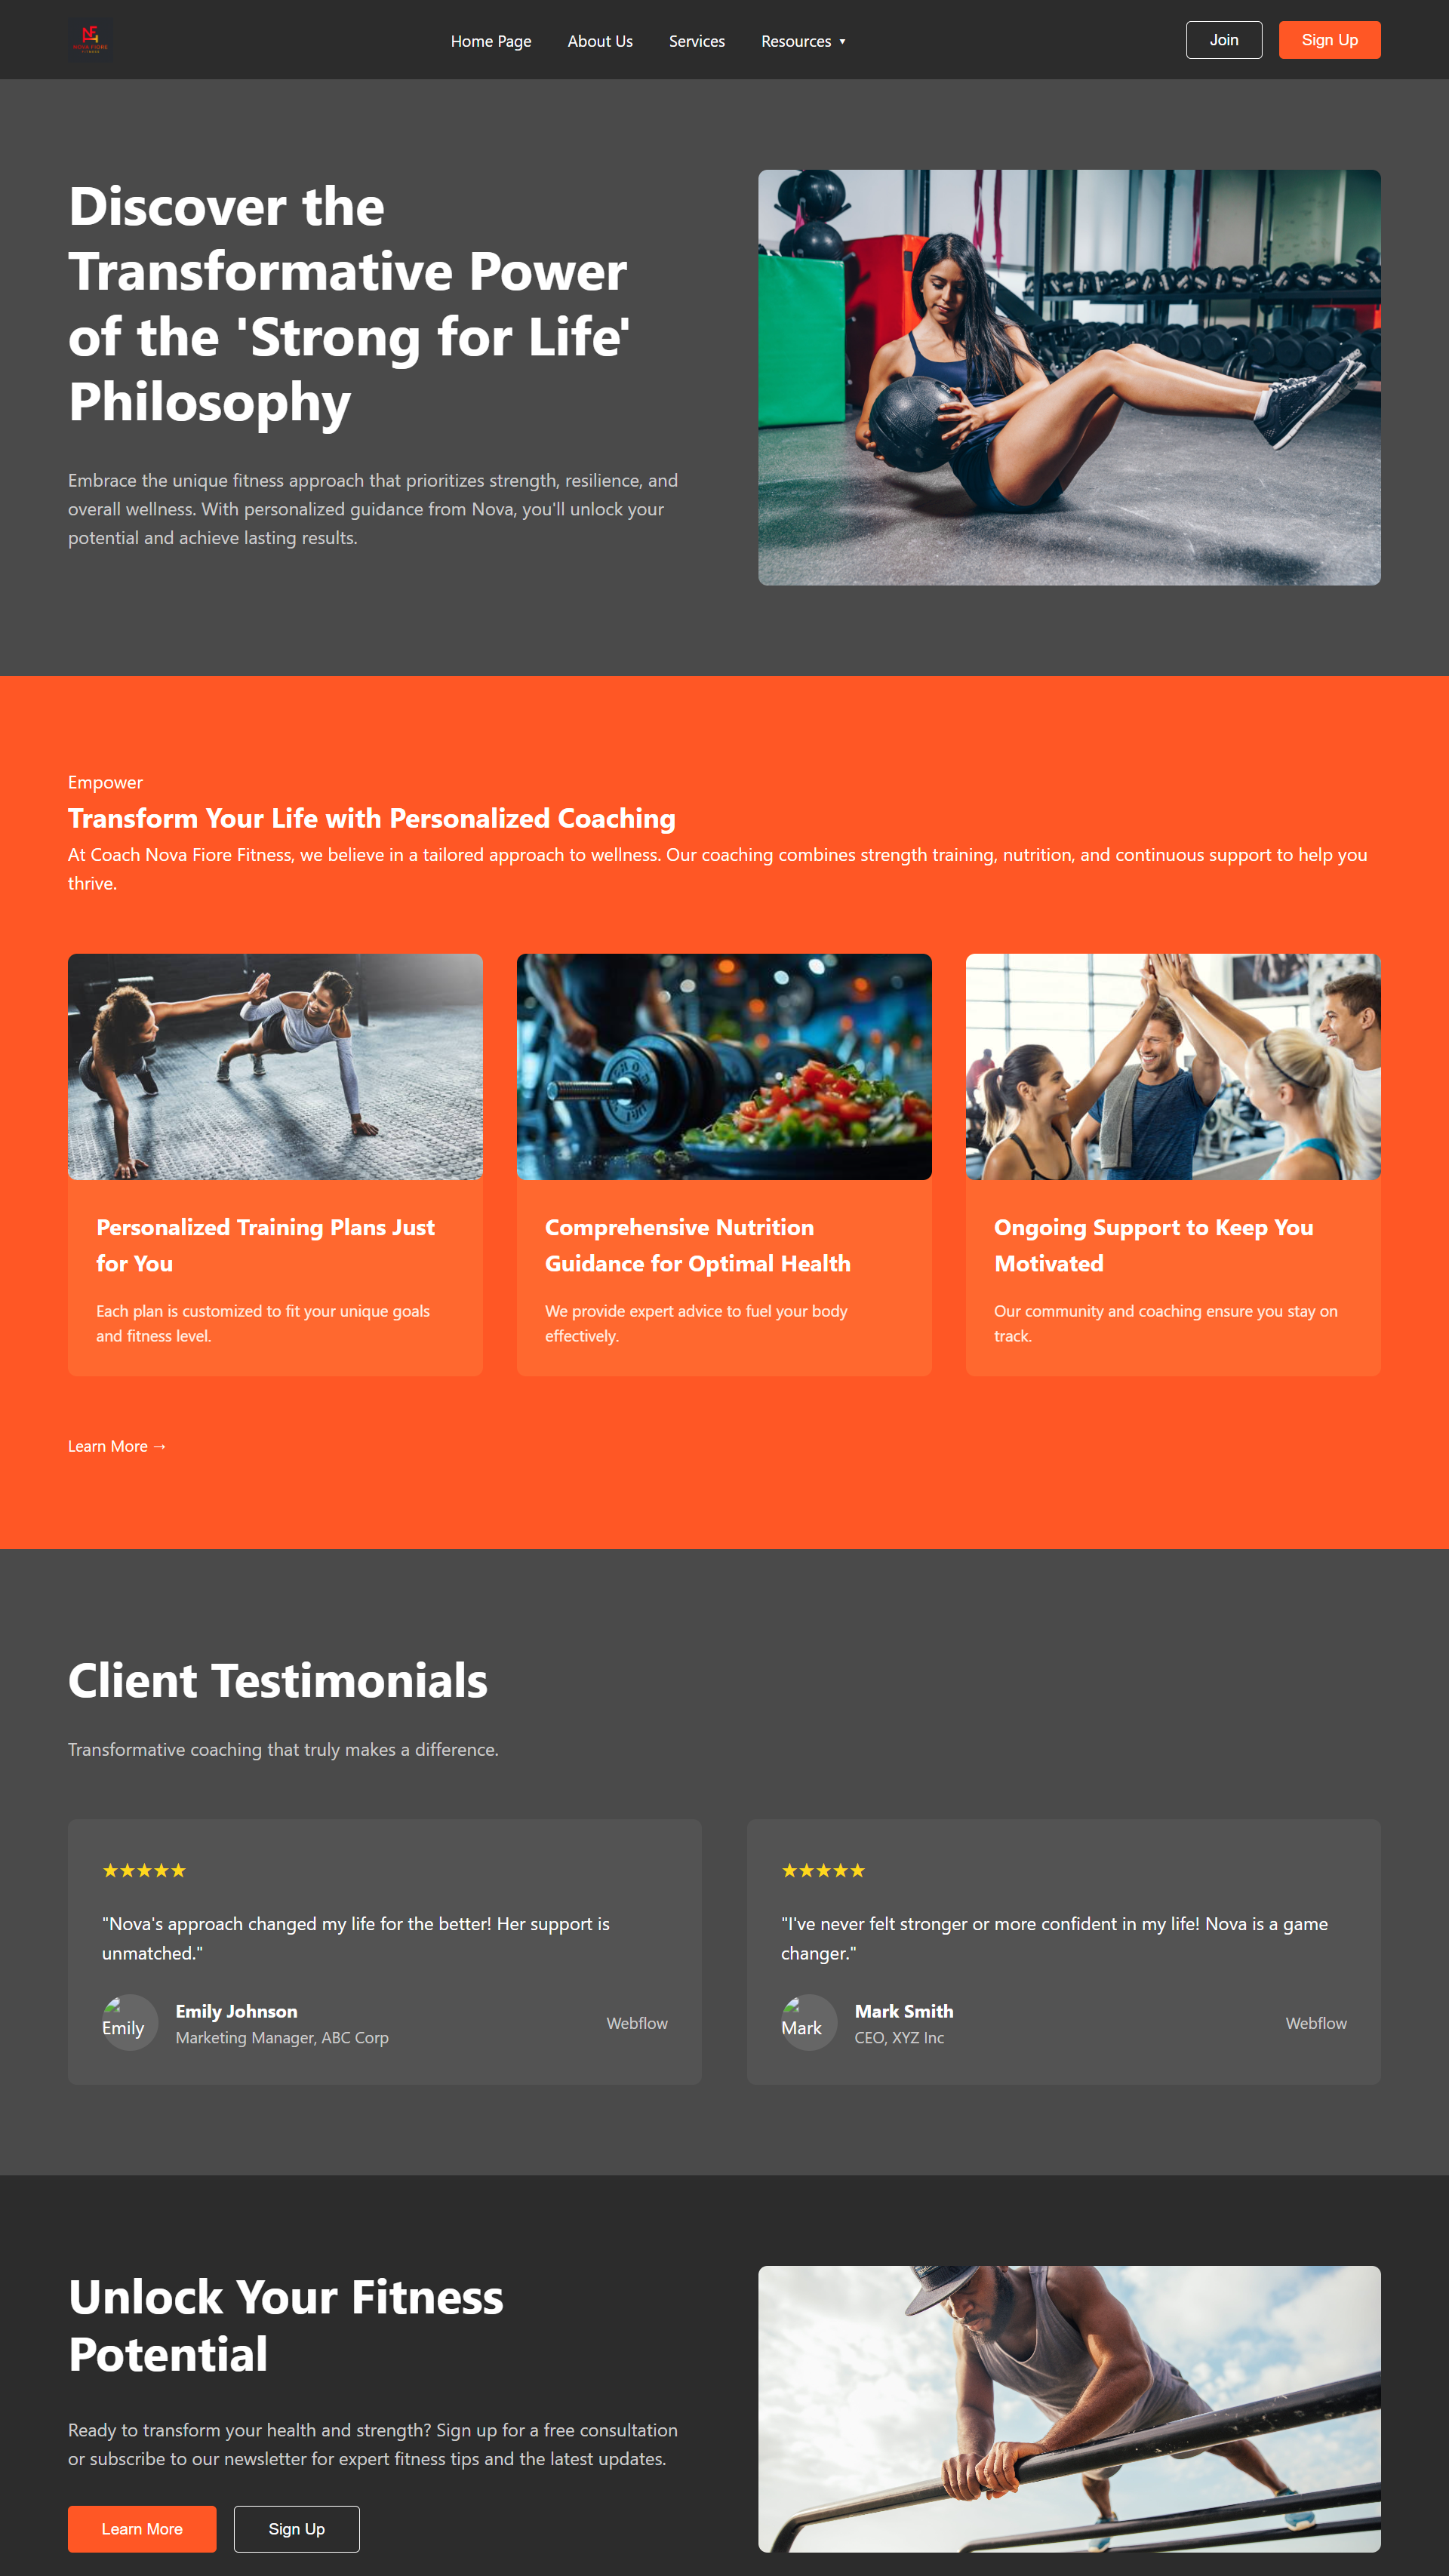 NF
NOVA FIORE
FITNESS
Home Page
About Us
Services
Resources ▾
Join
Sign Up
Discover the
Transformative Power
of the 'Strong for Life'
Philosophy
Embrace the unique fitness approach that prioritizes strength, resilience, and
overall wellness. With personalized guidance from Nova, you'll unlock your
potential and achieve lasting results.
Empower
Transform Your Life with Personalized Coaching
At Coach Nova Fiore Fitness, we believe in a tailored approach to wellness. Our coaching combines strength training, nutrition, and continuous support to help you
thrive.
Personalized Training Plans Just
for You
Each plan is customized to fit your unique goals
and fitness level.
Comprehensive Nutrition
Guidance for Optimal Health
We provide expert advice to fuel your body
effectively.
Ongoing Support to Keep You
Motivated
Our community and coaching ensure you stay on
track.
Learn More →
Client Testimonials
Transformative coaching that truly makes a difference.
★★★★★
"Nova's approach changed my life for the better! Her support is
unmatched."
Emily
Emily Johnson
Marketing Manager, ABC Corp
Webflow
★★★★★
"I've never felt stronger or more confident in my life! Nova is a game
changer."
Mark
Mark Smith
CEO, XYZ Inc
Webflow
Unlock Your Fitness
Potential
Ready to transform your health and strength? Sign up for a free consultation
or subscribe to our newsletter for expert fitness tips and the latest updates.
Learn More
Sign Up